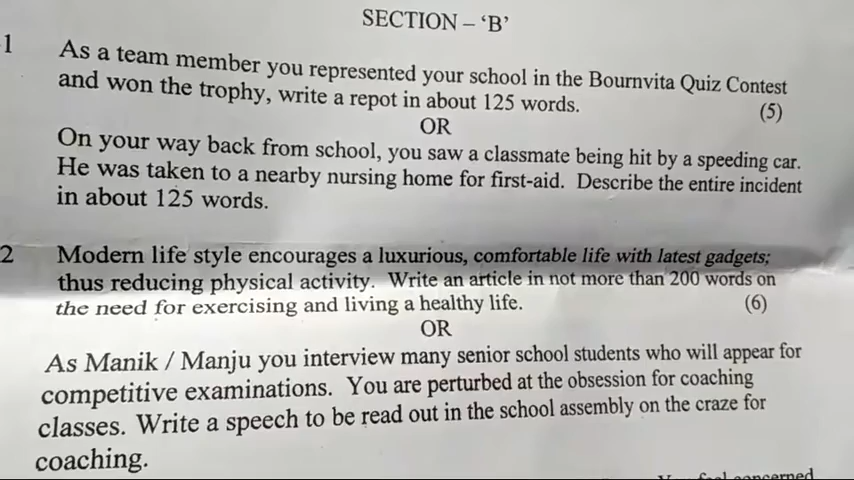 SECTION – 'B'
1 As a team member you represented your school in the Bournvita Quiz Contest
and won the trophy, write a repot in about 125 words. (5)
OR
On your way back from school, you saw a classmate being hit by a speeding car.
He was taken to a nearby nursing home for first-aid. Describe the entire incident
in about 125 words.
2 Modern life style encourages a luxurious, comfortable life with latest gadgets;
thus reducing physical activity. Write an article in not more than 200 words on
the need for exercising and living a healthy life. (6)
OR
As Manik / Manju you interview many senior school students who will appear for
competitive examinations. You are perturbed at the obsession for coaching
classes. Write a speech to be read out in the school assembly on the craze for
coaching.